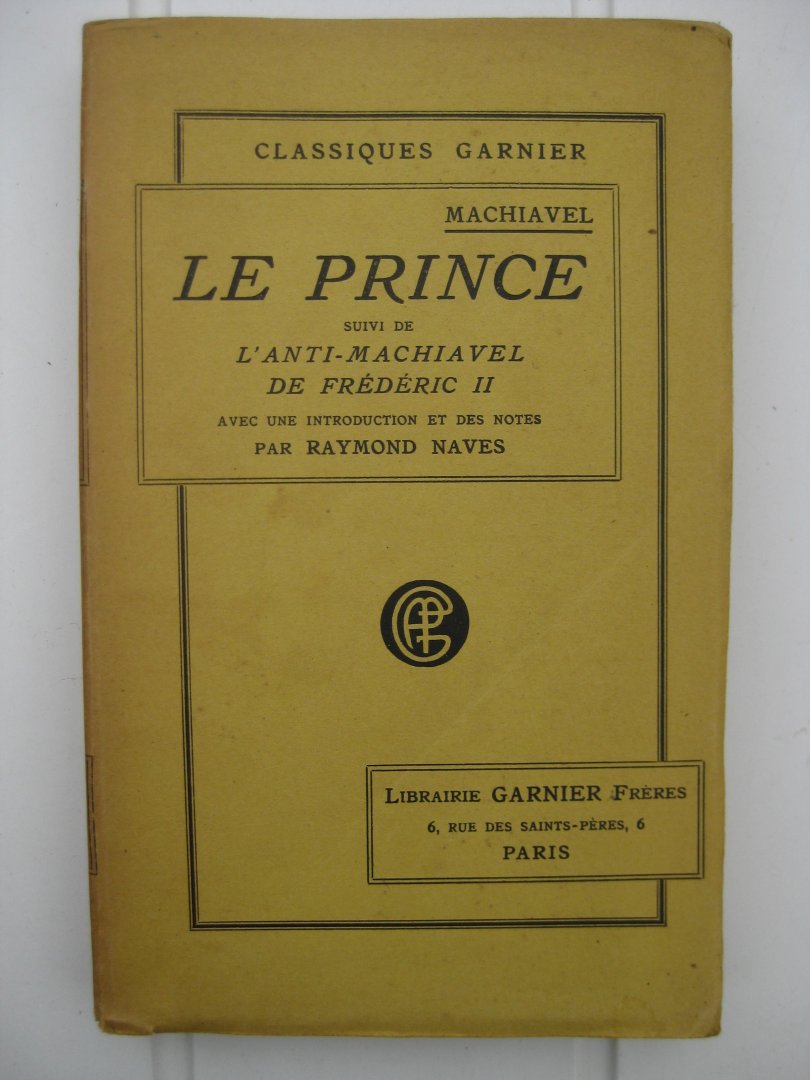 CLASSIQUES GARNIER
MACHIAVEL
LE PRINCE
SUIVI DE
L'ANTI-MACHIAVEL
DE FRÉDÉRIC II
AVEC UNE INTRODUCTION ET DES NOTES
PAR RAYMOND NAVES
LIBRAIRIE GARNIER FRÈRES
6, RUE DES SAINTS-PÈRES, 6
PARIS